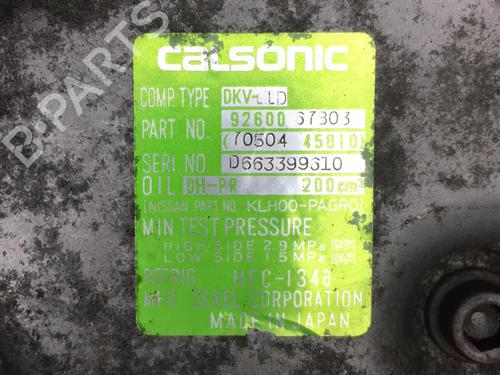 B-PARTS
calsonic
COMP. TYPE DKV-
PART NO. 92600 67803
(70504 45010)
SERI NO. D663399610
OIL DH-PR 200cm³
(NISSAN PART NO. KLH00-PAGR0)
MIN TEST PRESSURE
HIGH SIDE 2.9 MPa
LOW SIDE 1.5 MPa
REFRIG HFC-134a
MFD. ZEXEL CORPORATION
MADE IN JAPAN